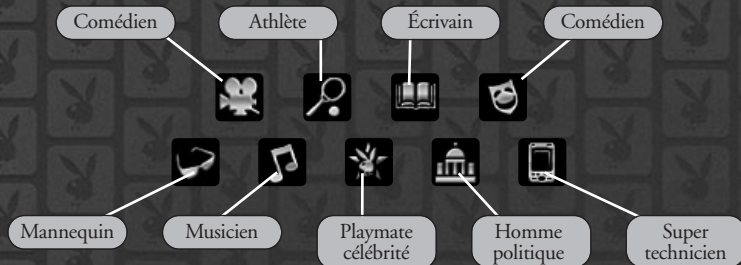 Comédien
Athlète
Écrivain
Comédien
Mannequin
Musicien
Playmate
célébrité
Homme
politique
Super
technicien